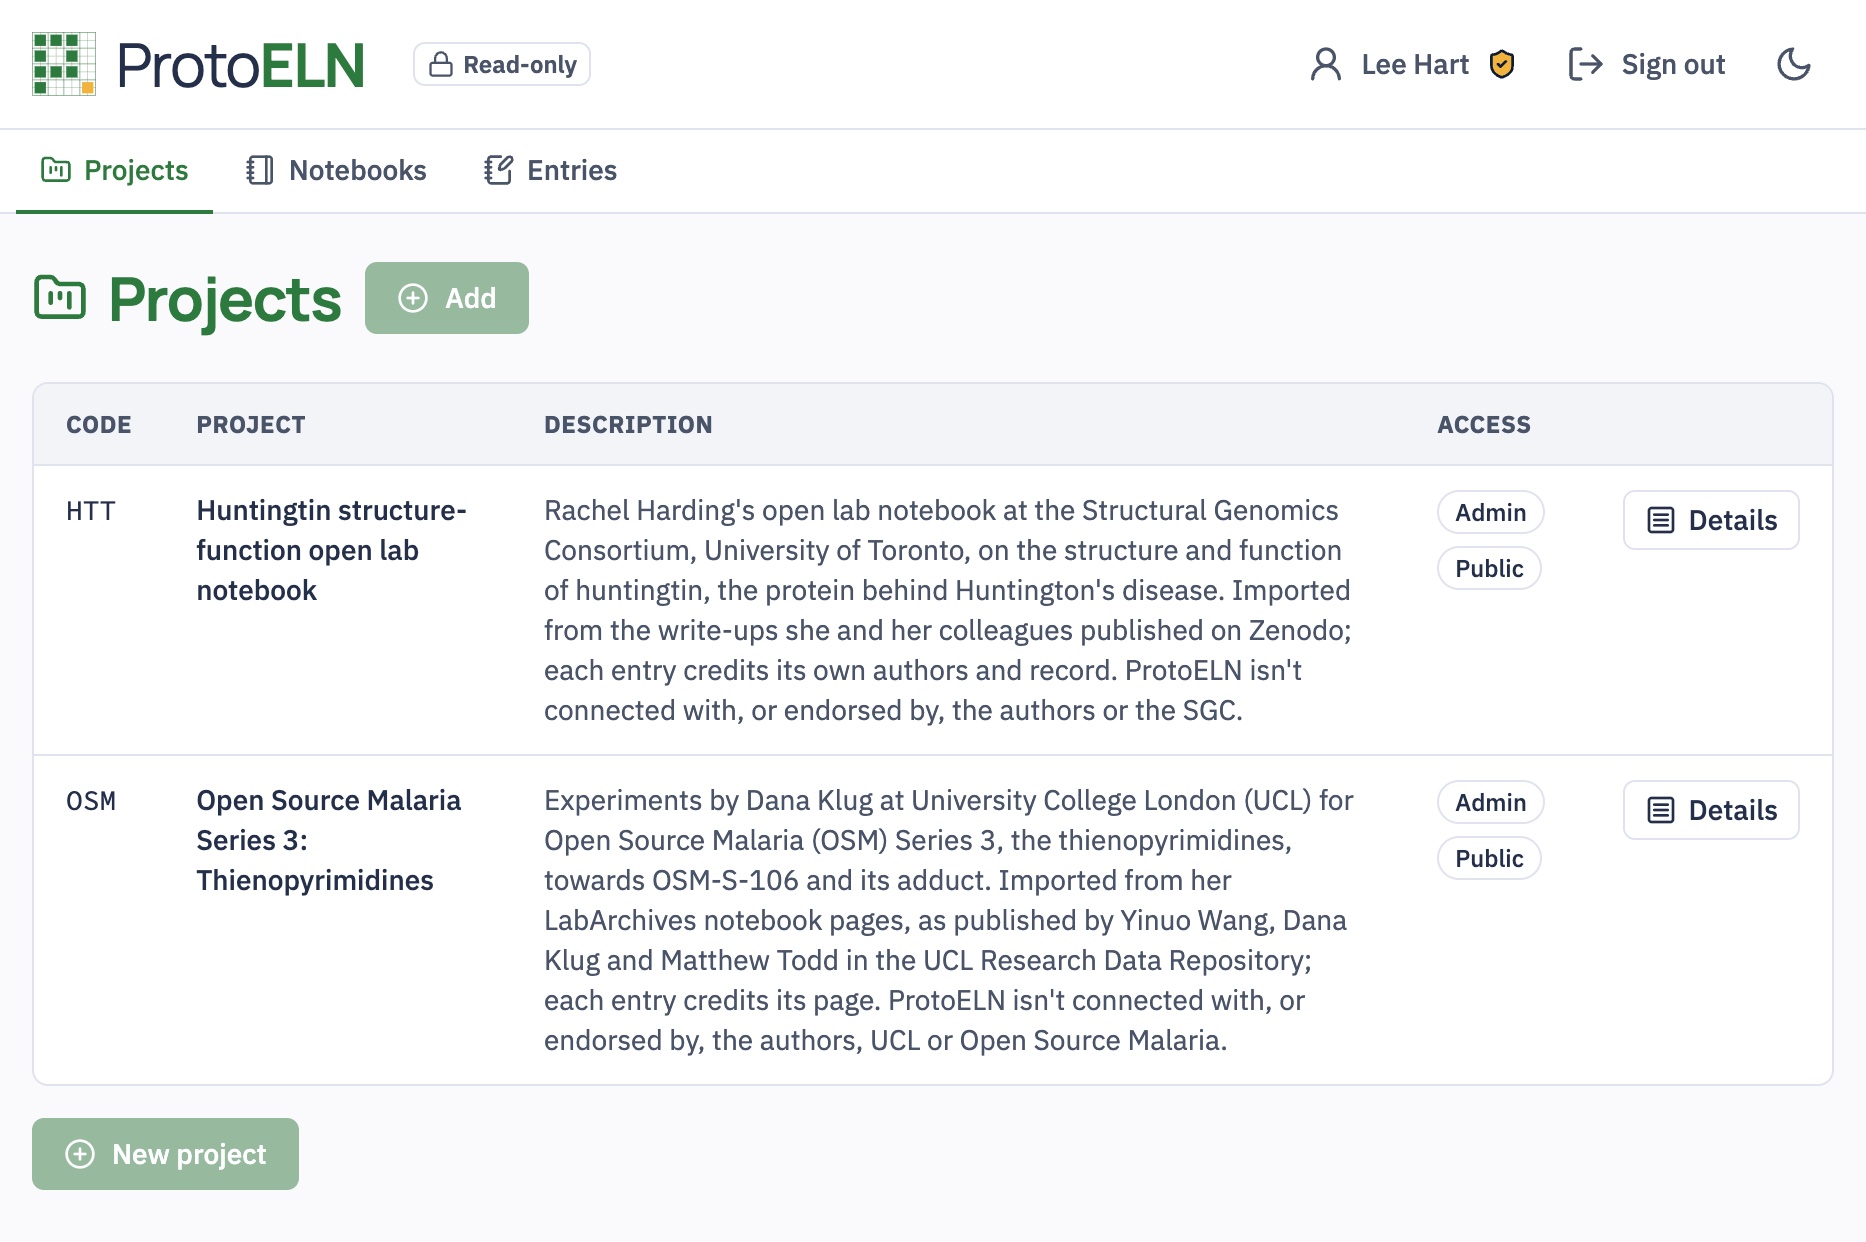 ProtoELN
Read-only
Lee Hart
Sign out
Projects
Notebooks
Entries
Projects
Add
CODE
PROJECT
DESCRIPTION
ACCESS
HTT
Huntingtin structure-
function open lab
notebook
Rachel Harding's open lab notebook at the Structural Genomics
Consortium, University of Toronto, on the structure and function
of huntingtin, the protein behind Huntington's disease. Imported
from the write-ups she and her colleagues published on Zenodo;
each entry credits its own authors and record. ProtoELN isn't
connected with, or endorsed by, the authors or the SGC.
Admin
Public
Details
OSM
Open Source Malaria
Series 3:
Thienopyrimidines
Experiments by Dana Klug at University College London (UCL) for
Open Source Malaria (OSM) Series 3, the thienopyrimidines,
towards OSM-S-106 and its adduct. Imported from her
LabArchives notebook pages, as published by Yinuo Wang, Dana
Klug and Matthew Todd in the UCL Research Data Repository;
each entry credits its page. ProtoELN isn't connected with, or
endorsed by, the authors, UCL or Open Source Malaria.
Admin
Public
Details
New project